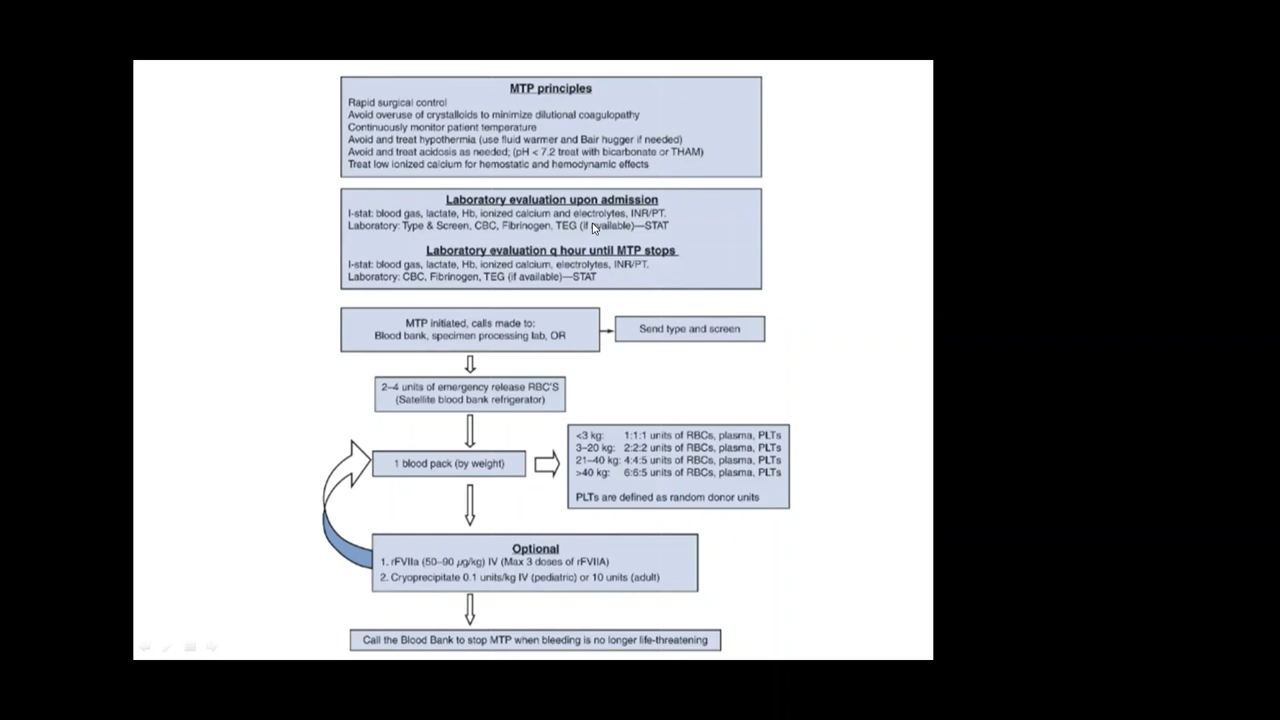 MTP principles
Rapid surgical control
Avoid overuse of crystalloids to minimize dilutional coagulopathy
Continuously monitor patient temperature
Avoid and treat hypothermia (use fluid warmer and Bair hugger if needed)
Avoid and treat acidosis as needed; (pH < 7.2 treat with bicarbonate or THAM)
Treat low ionized calcium for hemostatic and hemodynamic effects
Laboratory evaluation upon admission
I-stat: blood gas, lactate, Hb, ionized calcium and electrolytes, INR/PT.
Laboratory: Type & Screen, CBC, Fibrinogen, TEG (if available)—STAT
Laboratory evaluation q hour until MTP stops
I-stat: blood gas, lactate, Hb, ionized calcium, electrolytes, INR/PT.
Laboratory: CBC, Fibrinogen, TEG (if available)—STAT
MTP initiated, calls made to:
Blood bank, specimen processing lab, OR
Send type and screen
2–4 units of emergency release RBC'S
(Satellite blood bank refrigerator)
1 blood pack (by weight)
<3 kg: 1:1:1 units of RBCs, plasma, PLTs
3–20 kg: 2:2:2 units of RBCs, plasma, PLTs
21–40 kg: 4:4:5 units of RBCs, plasma, PLTs
>40 kg: 6:6:5 units of RBCs, plasma, PLTs
PLTs are defined as random donor units
Optional
1. rFVIIa (50–90 µg/kg) IV (Max 3 doses of rFVIIA)
2. Cryoprecipitate 0.1 units/kg IV (pediatric) or 10 units (adult)
Call the Blood Bank to stop MTP when bleeding is no longer life-threatening